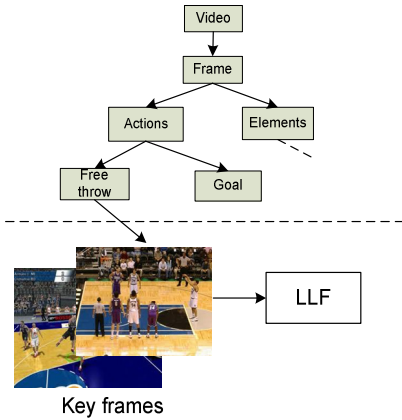 Video
Frame
Actions
Elements
Free
throw
Goal
LLF
Key frames